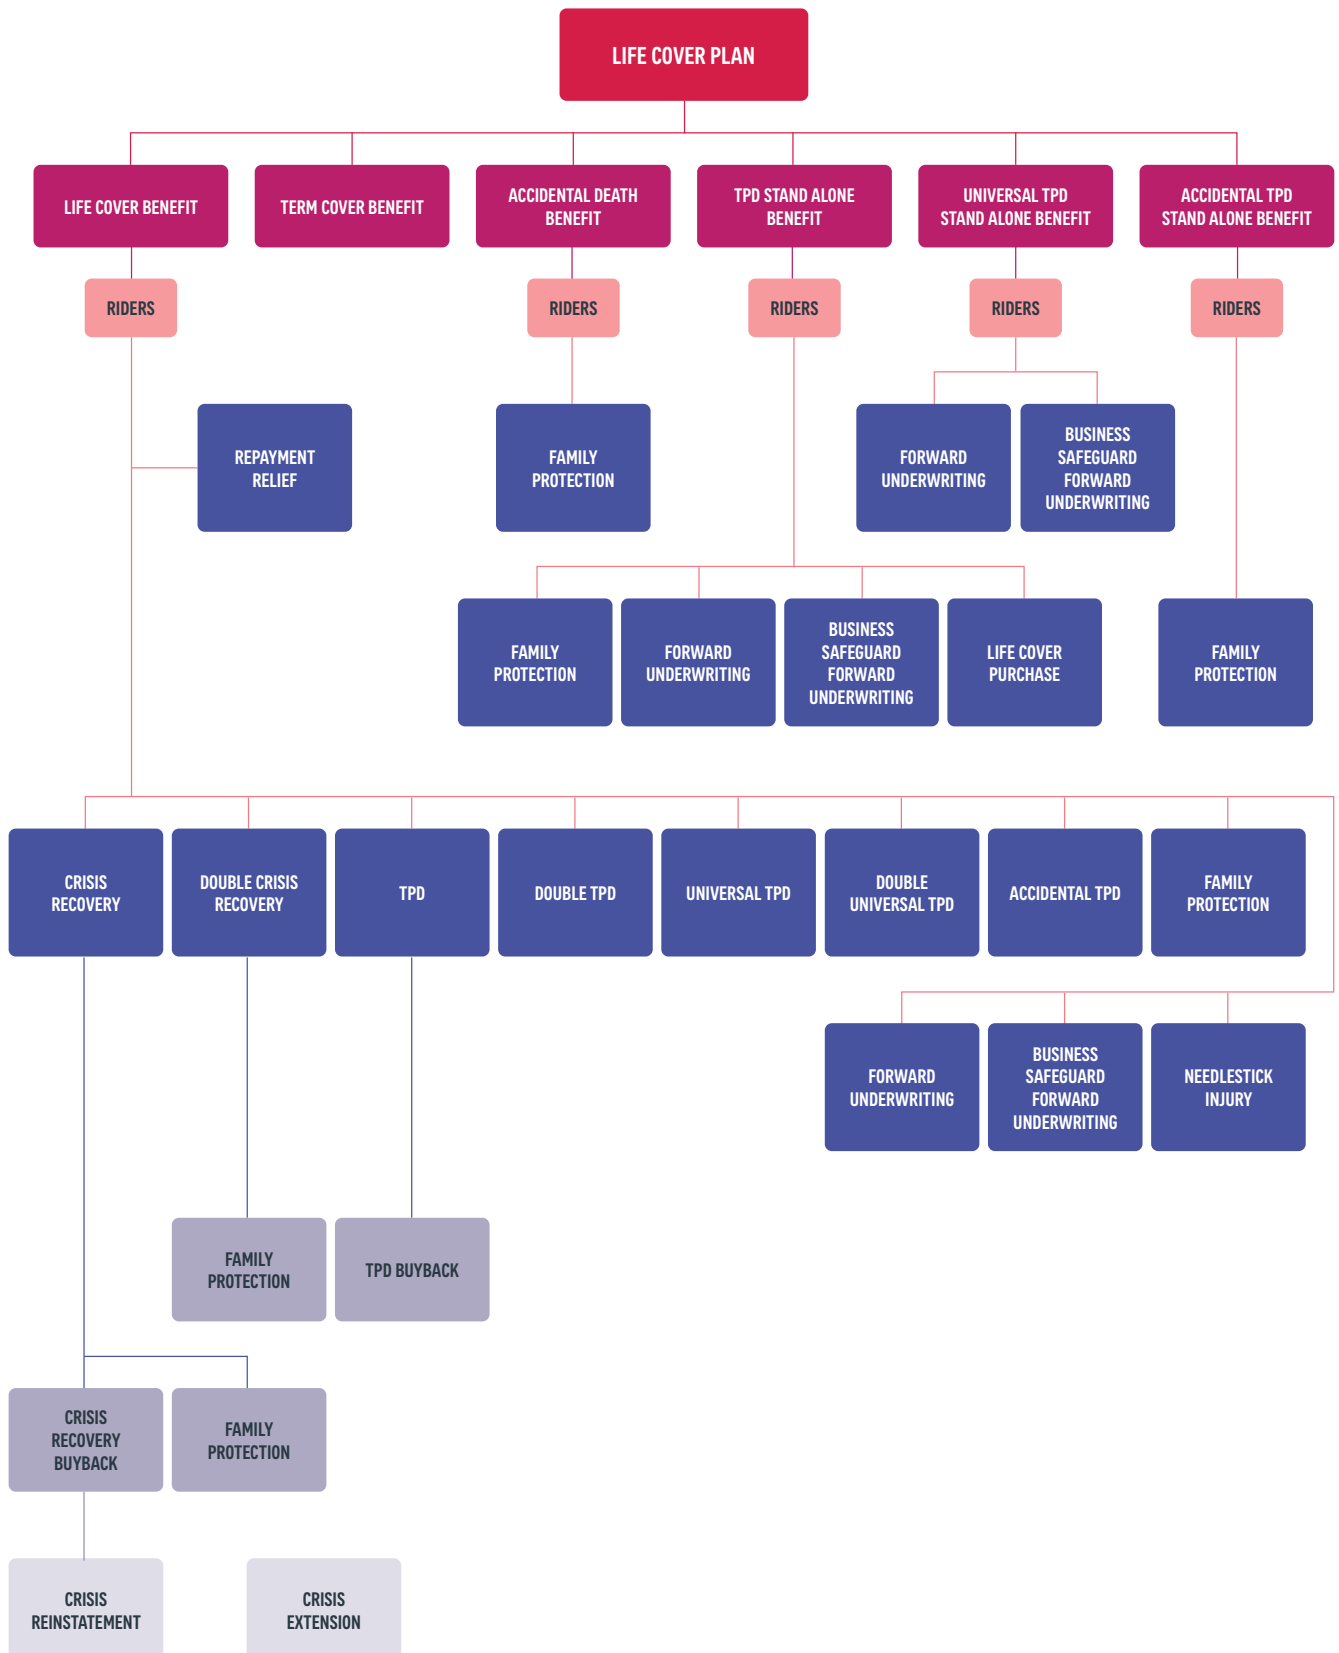 LIFE COVER PLAN
LIFE COVER BENEFIT
TERM COVER BENEFIT
ACCIDENTAL DEATH
BENEFIT
TPD STAND ALONE
BENEFIT
UNIVERSAL TPD
STAND ALONE BENEFIT
ACCIDENTAL TPD
STAND ALONE BENEFIT
RIDERS
RIDERS
RIDERS
RIDERS
RIDERS
REPAYMENT
RELIEF
FAMILY
PROTECTION
FORWARD
UNDERWRITING
BUSINESS
SAFEGUARD
FORWARD
UNDERWRITING
FAMILY
PROTECTION
FORWARD
UNDERWRITING
BUSINESS
SAFEGUARD
FORWARD
UNDERWRITING
LIFE COVER
PURCHASE
FAMILY
PROTECTION
CRISIS
RECOVERY
DOUBLE CRISIS
RECOVERY
TPD
DOUBLE TPD
UNIVERSAL TPD
DOUBLE
UNIVERSAL TPD
ACCIDENTAL TPD
FAMILY
PROTECTION
FORWARD
UNDERWRITING
BUSINESS
SAFEGUARD
FORWARD
UNDERWRITING
NEEDLESTICK
INJURY
FAMILY
PROTECTION
TPD BUYBACK
CRISIS
RECOVERY
BUYBACK
FAMILY
PROTECTION
CRISIS
REINSTATEMENT
CRISIS
EXTENSION